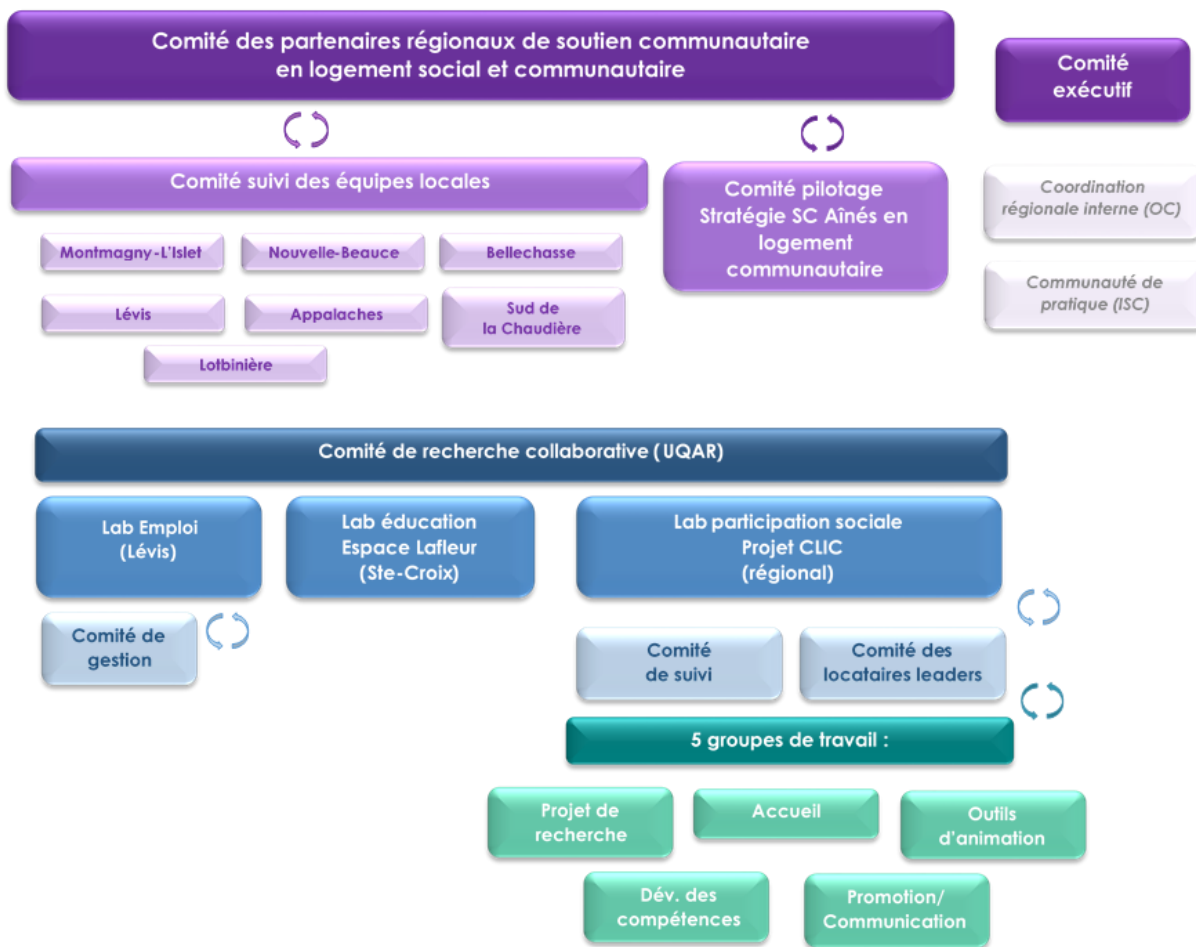 Comité des partenaires régionaux de soutien communautaire
en logement social et communautaire
Comité
exécutif
Comité suivi des équipes locales
Comité pilotage
Stratégie SC Aînés en
logement
communautaire
Coordination
régionale interne (OC)
Communauté de
pratique (ISC)
Montmagny-L'Islet
Nouvelle-Beauce
Bellechasse
Lévis
Appalaches
Sud de
la Chaudière
Lotbinière
Comité de recherche collaborative (UQAR)
Lab Emploi
(Lévis)
Lab éducation
Espace Lafleur
(Ste-Croix)
Lab participation sociale
Projet CLIC
(régional)
Comité de
gestion
Comité
de suivi
Comité des
locataires leaders
5 groupes de travail :
Projet de
recherche
Accueil
Outils
d'animation
Dév. des
compétences
Promotion/
Communication